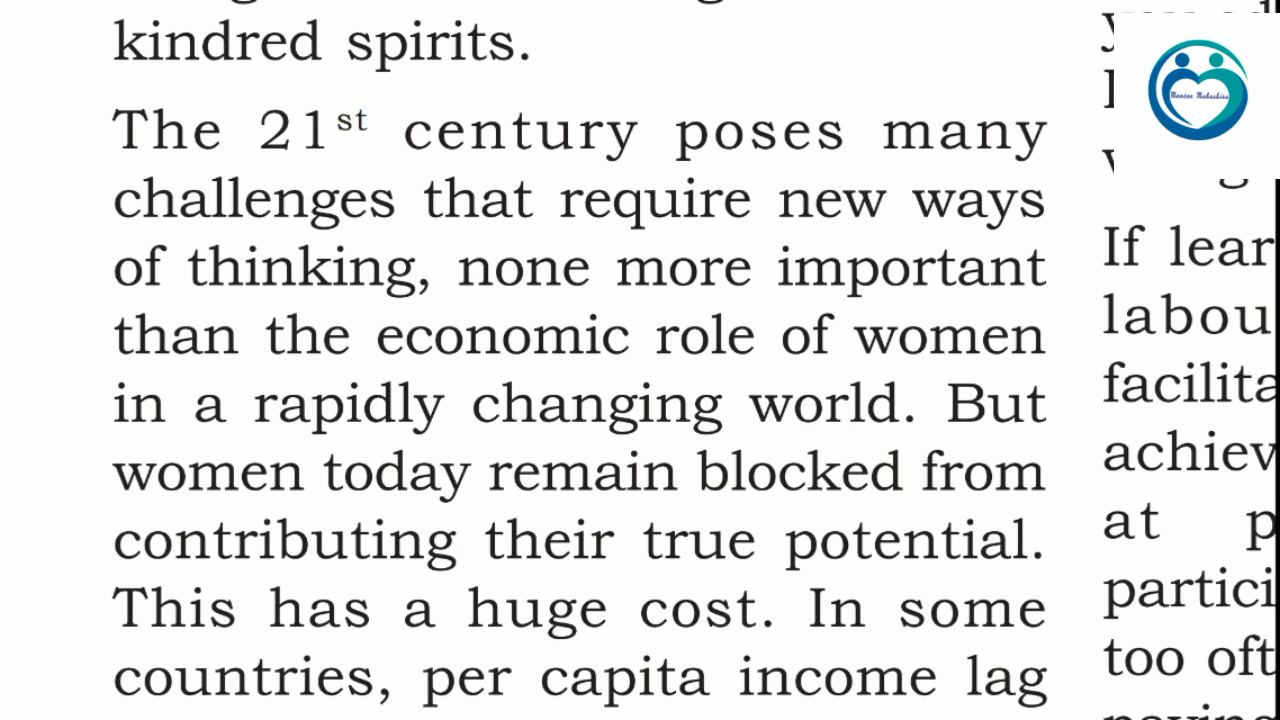 kindred spirits.
The 21st century poses many
challenges that require new ways
of thinking, none more important
than the economic role of women
in a rapidly changing world. But
women today remain blocked from
contributing their true potential.
This has a huge cost. In some
countries, per capita income lag
If lear
labou
facilita
achiev
at p
partici
too oft